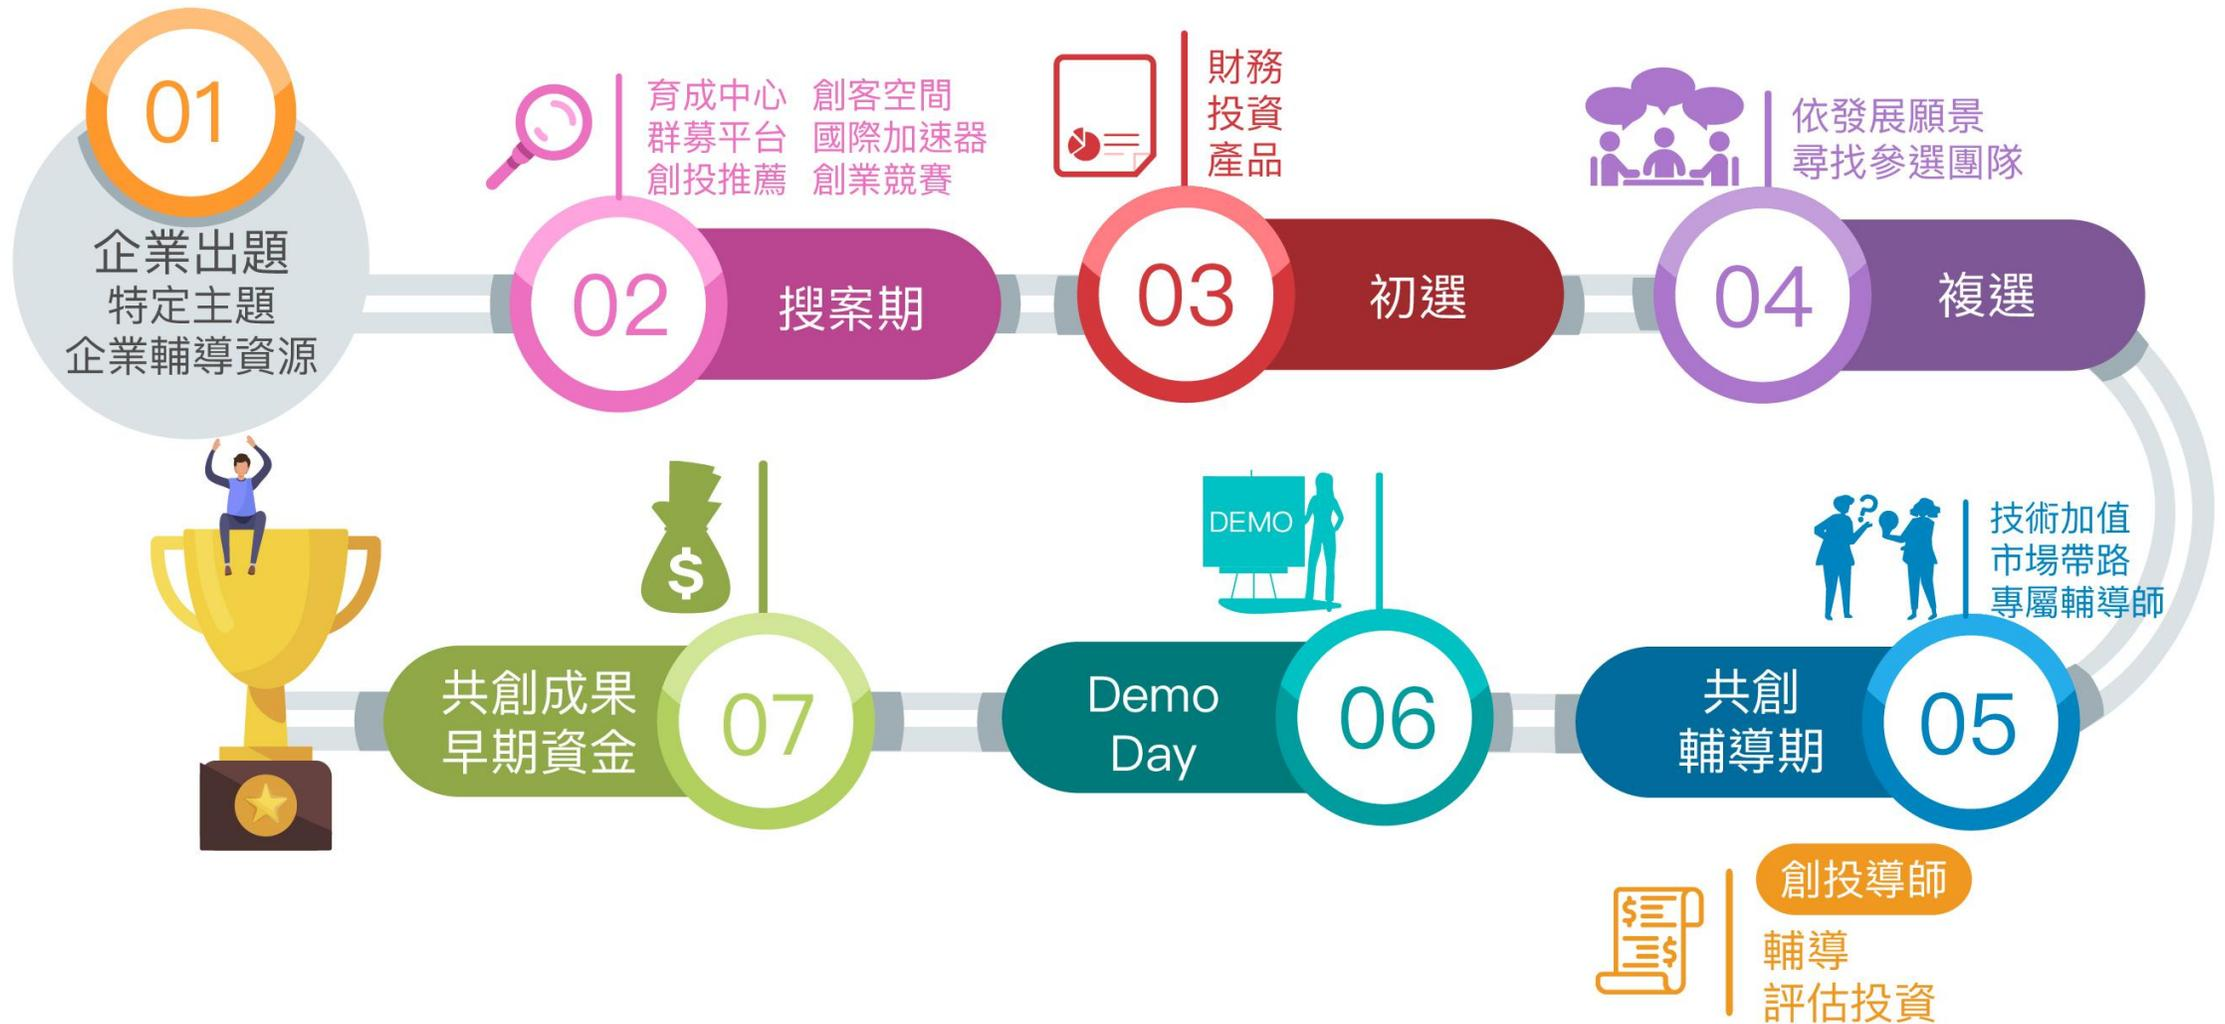 01
企業出題
特定主題
企業輔導資源
育成中心 創客空間
群募平台 國際加速器
創投推薦 創業競賽
02
搜案期
財務
投資
產品
03
初選
依發展願景
尋找參選團隊
04
複選
技術加值
市場帶路
專屬輔導師
05
共創
輔導期
創投導師
輔導
評估投資
$
$
?
DEMO
06
Demo
Day
$
07
共創成果
早期資金